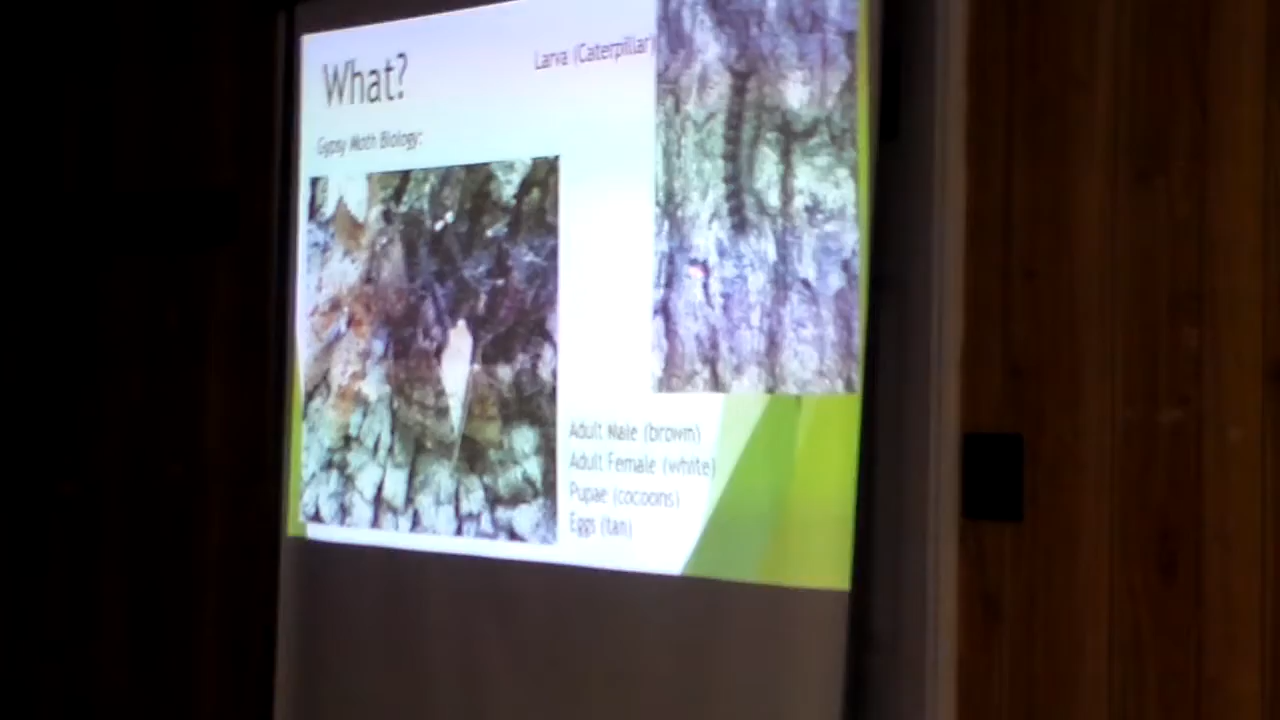 What?
Larva (Caterpillar)
Gypsy Moth Biology:
Adult Male (brown)
Adult Female (white)
Pupae (cocoons)
Eggs (tan)